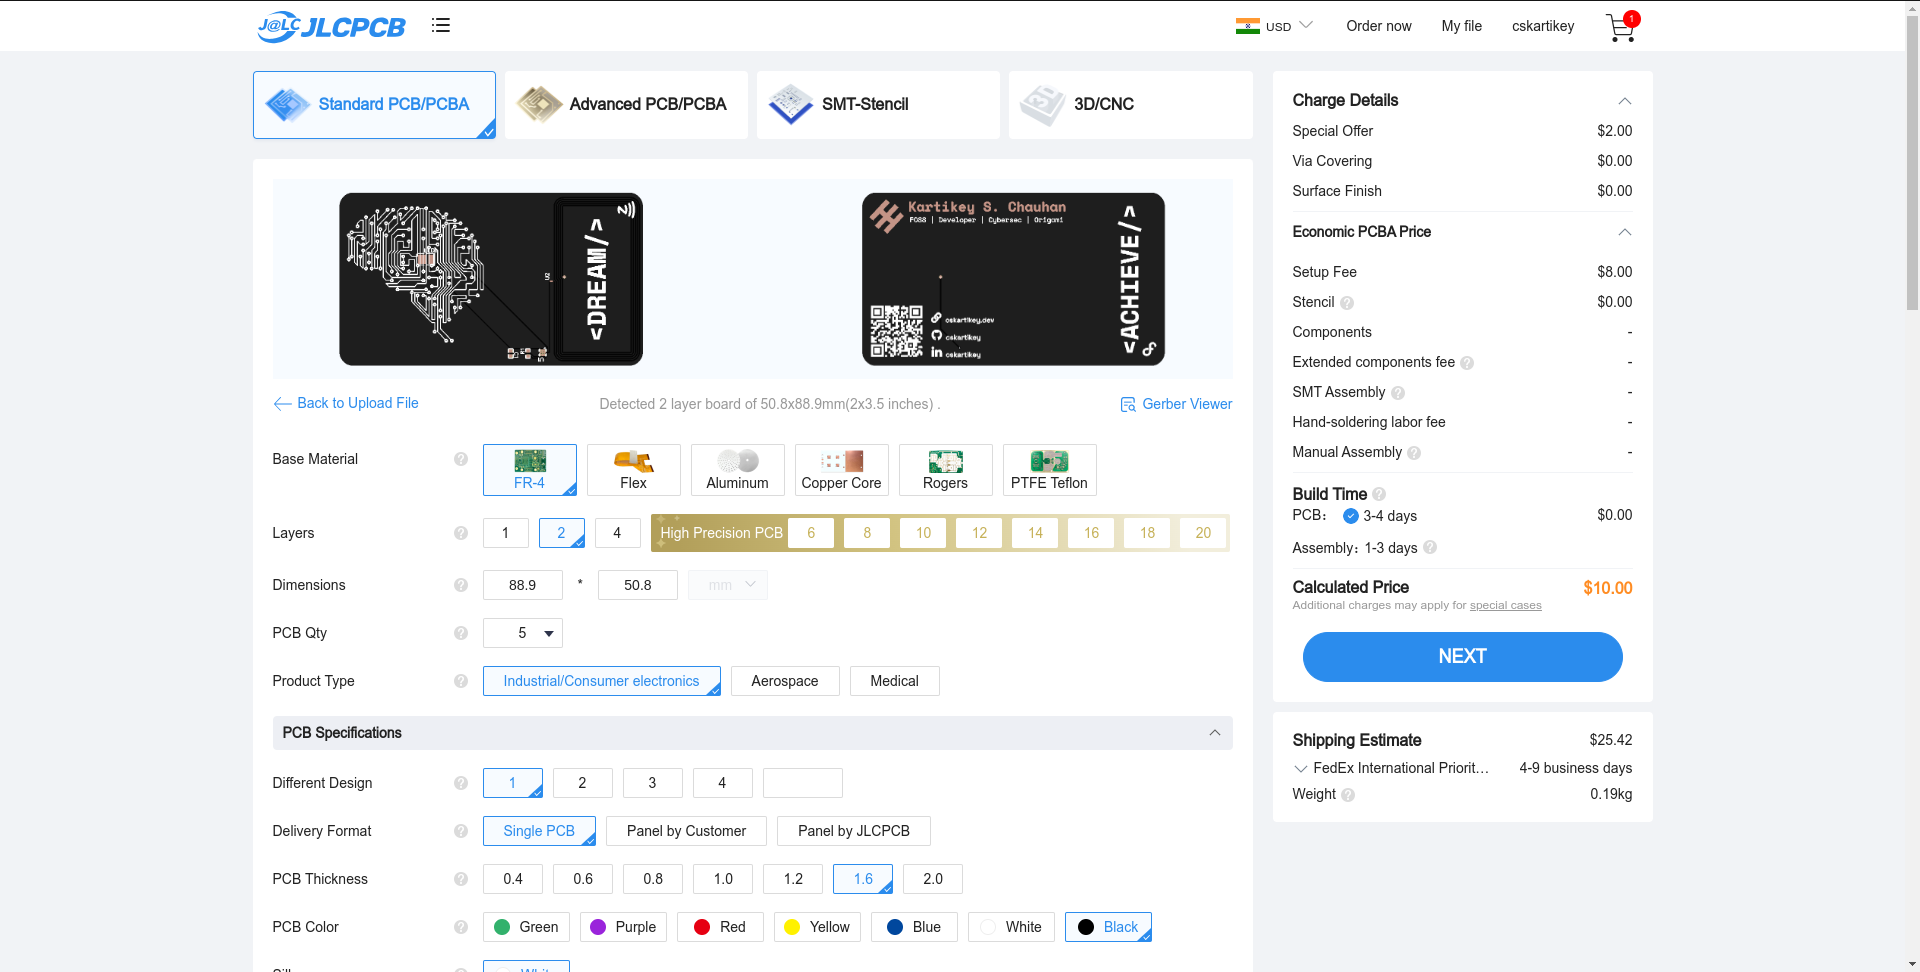 J@LC JLCPCB
USD
Order now
My file
cskartikey
1
Standard PCB/PCBA
Advanced PCB/PCBA
SMT-Stencil
3D/CNC
<DREAM/>
U2
Kartikey S. Chauhan
FOSS | Developer | Cybersec | Origami
<ACHIEVE/>
cskartikey.dev
cskartikey
in cskartikey
Back to Upload File
Detected 2 layer board of 50.8x88.9mm(2x3.5 inches) .
Gerber Viewer
Base Material
FR-4
Flex
Aluminum
Copper Core
Rogers
PTFE Teflon
Layers
1
2
4
High Precision PCB
6
8
10
12
14
16
18
20
Dimensions
88.9 * 50.8 mm
PCB Qty
5
Product Type
Industrial/Consumer electronics
Aerospace
Medical
PCB Specifications
Different Design
1
2
3
4
Delivery Format
Single PCB
Panel by Customer
Panel by JLCPCB
PCB Thickness
0.4
0.6
0.8
1.0
1.2
1.6
2.0
PCB Color
Green
Purple
Red
Yellow
Blue
White
Black
Charge Details
Special Offer $2.00
Via Covering $0.00
Surface Finish $0.00
Economic PCBA Price
Setup Fee $8.00
Stencil $0.00
Components -
Extended components fee -
SMT Assembly -
Hand-soldering labor fee -
Manual Assembly -
Build Time
PCB: 3-4 days $0.00
Assembly: 1-3 days
Calculated Price $10.00
Additional charges may apply for special cases
NEXT
Shipping Estimate $25.42
FedEx International Priorit... 4-9 business days
Weight 0.19kg